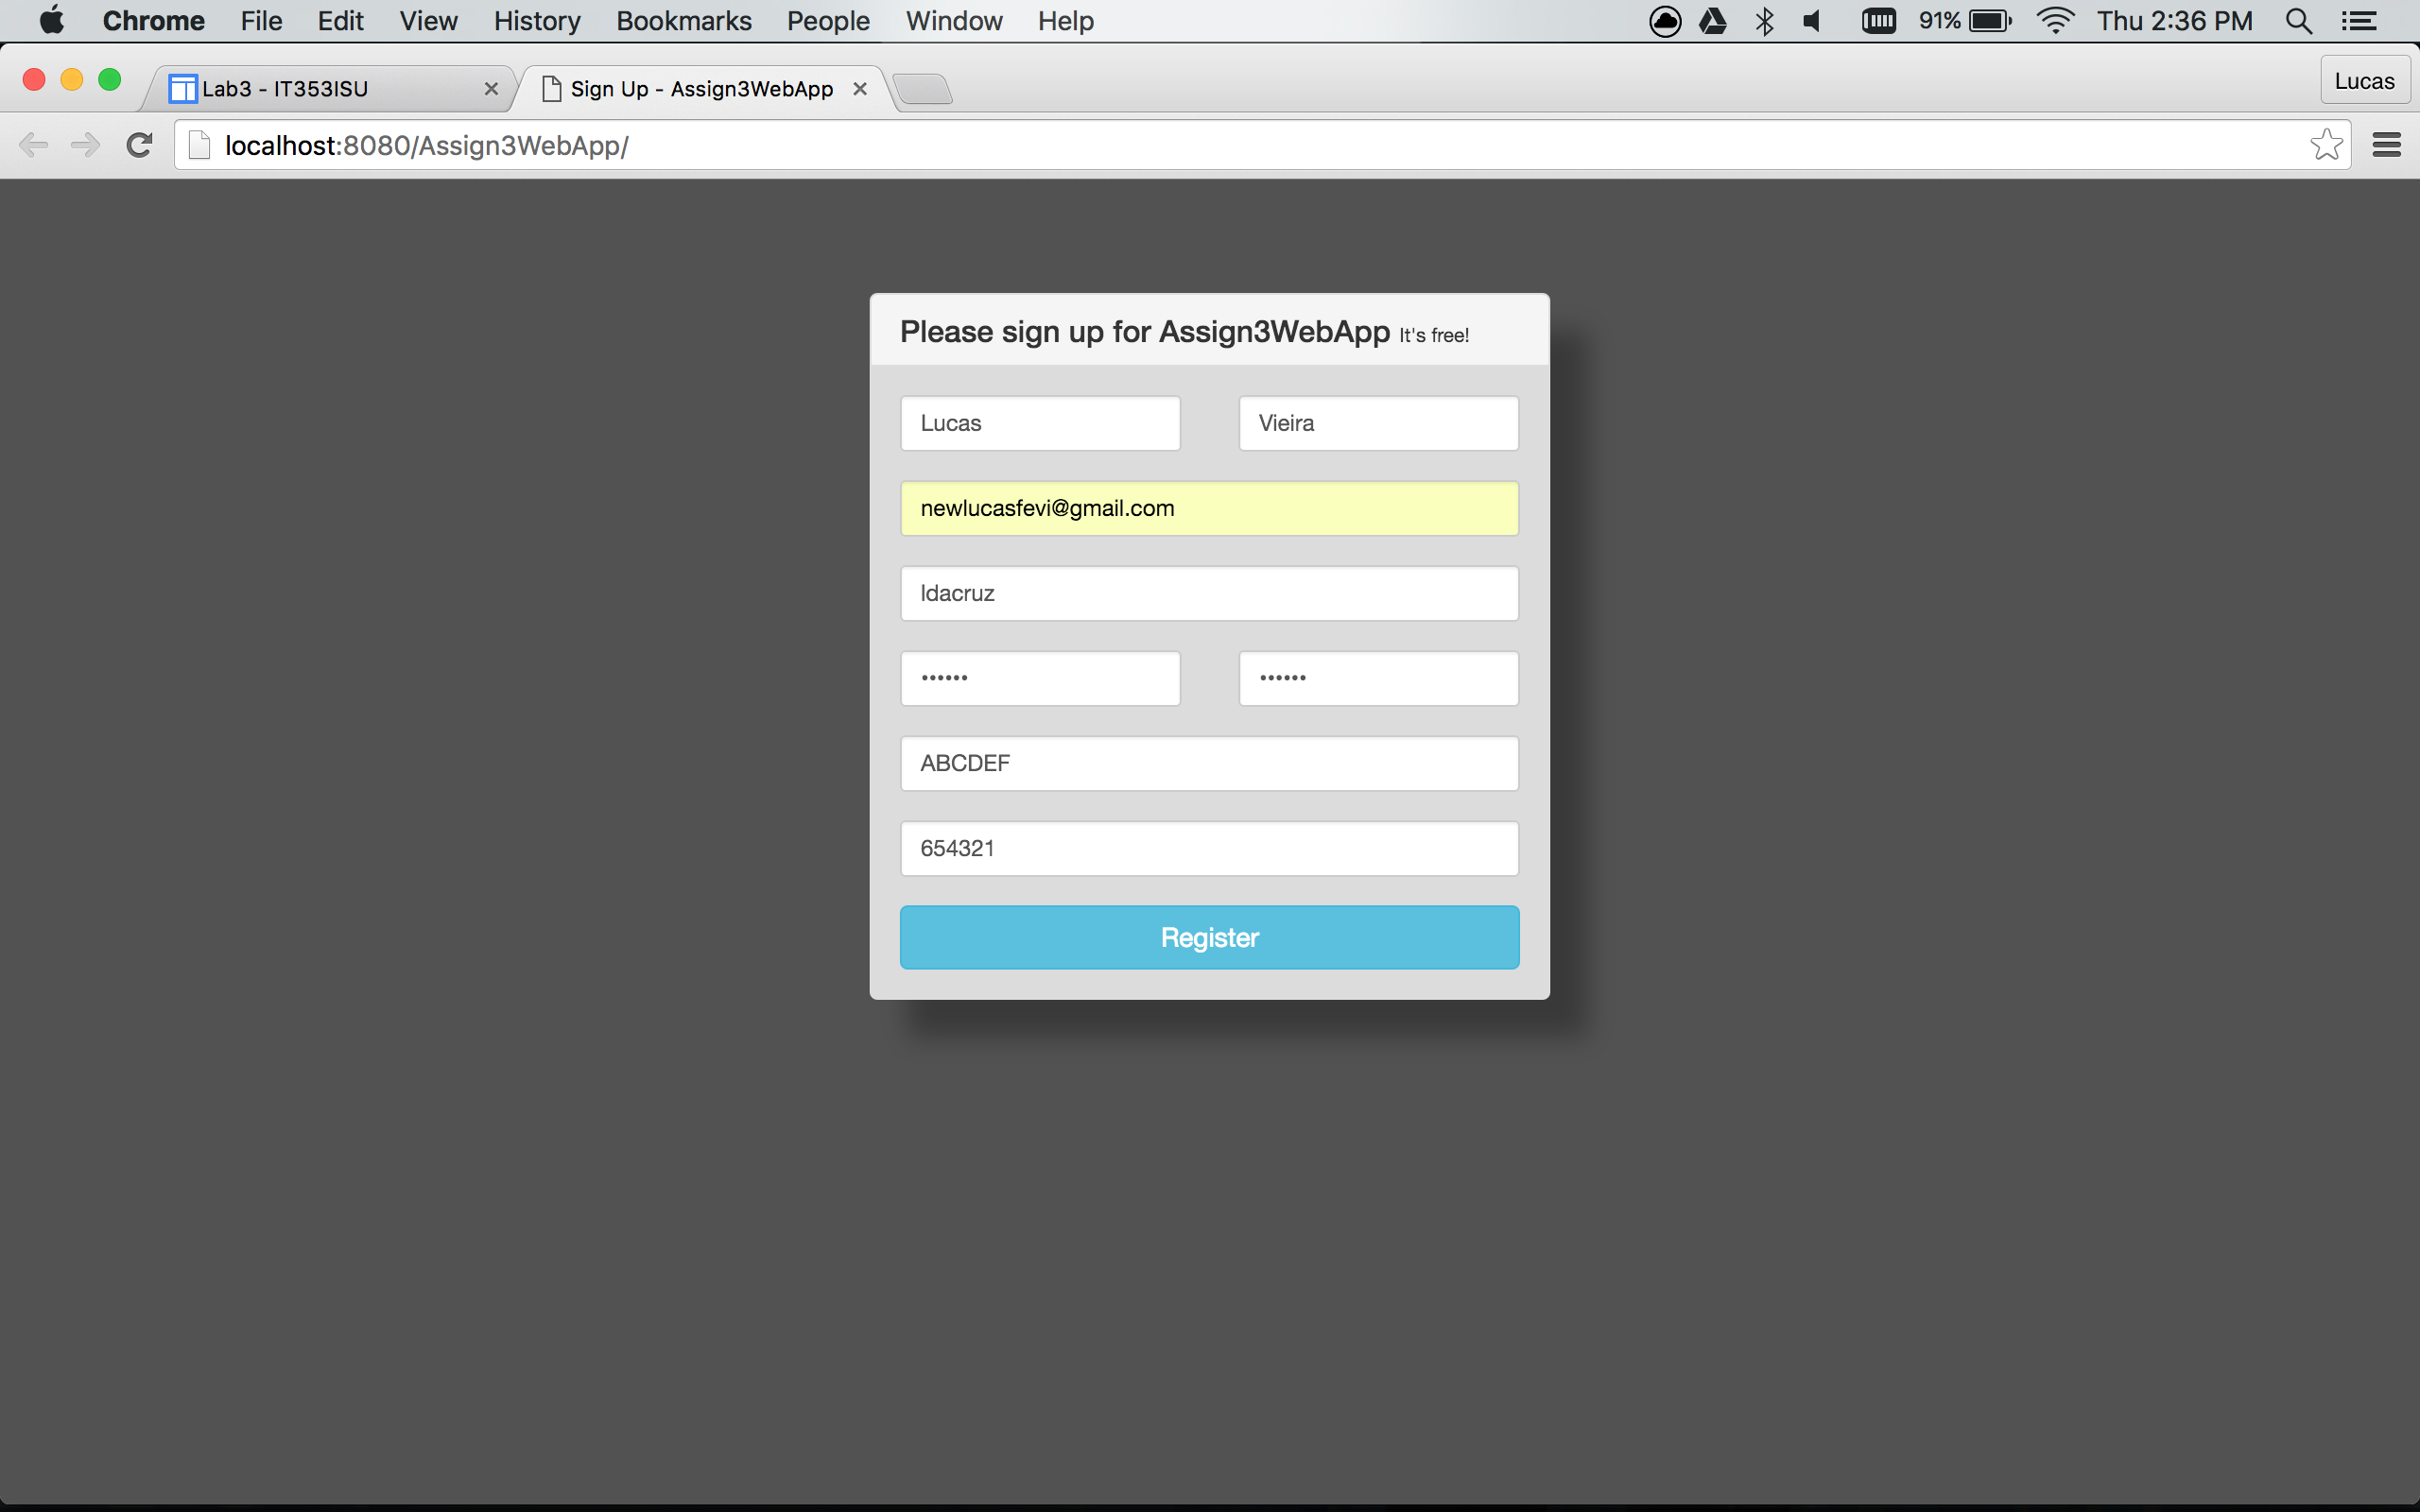 Chrome File Edit View History Bookmarks People Window Help 91% Thu 2:36 PM
Lab3 - IT353ISU Sign Up - Assign3WebApp Lucas
localhost:8080/Assign3WebApp/
Please sign up for Assign3WebApp It's free!
Lucas Vieira
newlucasfevi@gmail.com
ldacruz
•••••• ••••••
ABCDEF
654321
Register